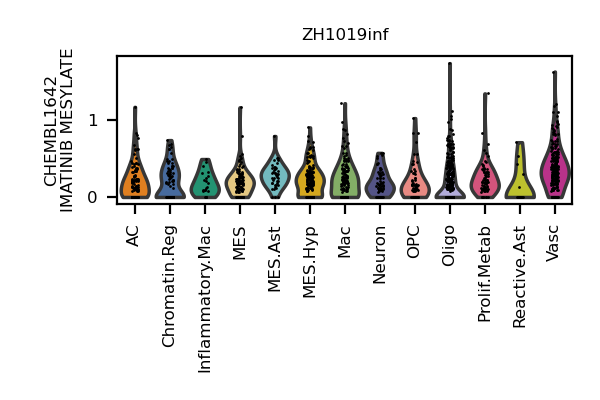 ZH1019inf
CHEMBL1642
IMATINIB MESYLATE
1
0
AC
Chromatin.Reg
Inflammatory.Mac
MES
MES.Ast
MES.Hyp
Mac
Neuron
OPC
Oligo
Prolif.Metab
Reactive.Ast
Vasc